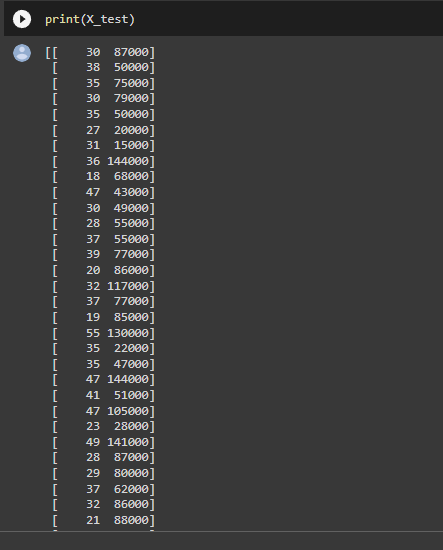 print(X_test)
[[    30  87000]
 [    38  50000]
 [    35  75000]
 [    30  79000]
 [    35  50000]
 [    27  20000]
 [    31  15000]
 [    36 144000]
 [    18  68000]
 [    47  43000]
 [    30  49000]
 [    28  55000]
 [    37  55000]
 [    39  77000]
 [    20  86000]
 [    32 117000]
 [    37  77000]
 [    19  85000]
 [    55 130000]
 [    35  22000]
 [    35  47000]
 [    47 144000]
 [    41  51000]
 [    47 105000]
 [    23  28000]
 [    49 141000]
 [    28  87000]
 [    29  80000]
 [    37  62000]
 [    32  86000]
 [    21  88000]